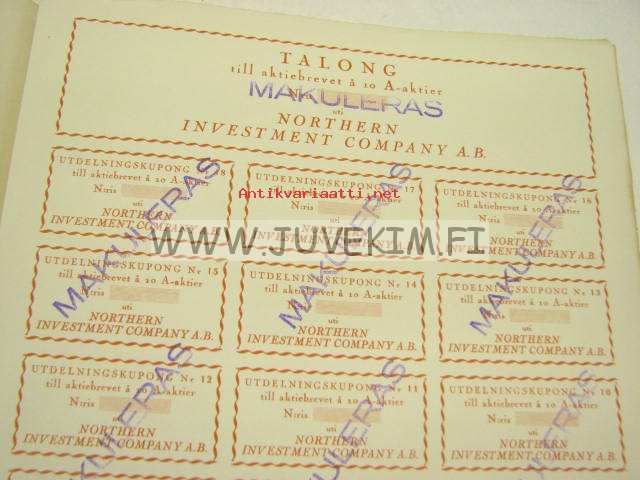 TALONG
till aktiebrevet å 10 A-aktier
MAKULERAS
N:ris
uti
NORTHERN
INVESTMENT COMPANY A.B.
UTDELNINGSKUPONG 8
till aktiebrevet å 10 A-aktier
N:ris
uti
NORTHERN
INVESTMENT COMPANY
MAKULERAS
UTDELNINGSKUPONG 17
till aktiebrevet å 10 A-aktier
N:ris
uti
NORTHERN
INVESTMENT COMPANY
MAKULERAS
UTDELNINGSKUPONG Nr 16
till aktiebrevet å 10 A-aktier
N:ris
uti
NORTHERN
INVESTMENT COMPANY A.B.
MAKULERAS
Antikvariaatti.net
WWW.JUVEKIM.FI
UTDELNINGSKUPONG Nr 15
till aktiebrevet å 10 A-aktier
N:ris
uti
NORTHERN
INVESTMENT COMPANY A.B.
UTDELNINGSKUPONG Nr 14
till aktiebrevet å 10 A-aktier
N:ris
uti
NORTHERN
INVESTMENT COMPANY A.B.
UTDELNINGSKUPONG Nr 13
till aktiebrevet å 10 A-aktier
N:ris
uti
NORTHERN
INVESTMENT COMPANY A.B.
UTDELNINGSKUPONG Nr 12
till aktiebrevet å 10 A-aktier
N:ris
uti
NORTHERN
INVESTMENT COMPANY A.B.
MAKULERAS
UTDELNINGSKUPONG Nr 11
till aktiebrevet å 10 A-aktier
N:ris
uti
NORTHERN
INVESTMENT COMPANY A.B.
MAKULERAS
UTDELNINGSKUPONG Nr 10
till aktiebrevet å 10 A-aktier
N:ris
uti
NORTHERN
INVESTMENT COMPANY A.B.
MAKULERAS